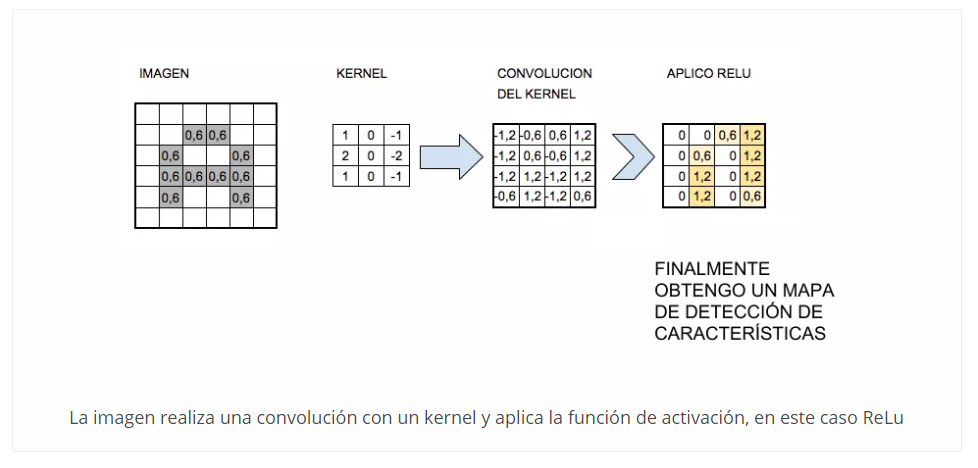 IMAGEN
KERNEL
CONVOLUCION
DEL KERNEL
APLICO RELU
0,6 0,6
0,6 0,6
0,6 0,6 0,6 0,6
0,6 0,6
1 0 -1
2 0 -2
1 0 -1
-1,2 -0,6 0,6 1,2
-1,2 0,6 -0,6 1,2
-1,2 1,2 -1,2 1,2
-0,6 1,2 -1,2 0,6
0 0 0,6 1,2
0 0,6 0 1,2
0 1,2 0 1,2
0 1,2 0 0,6
FINALMENTE
OBTENGO UN MAPA
DE DETECCIÓN DE
CARACTERÍSTICAS
La imagen realiza una convolución con un kernel y aplica la función de activación, en este caso ReLu